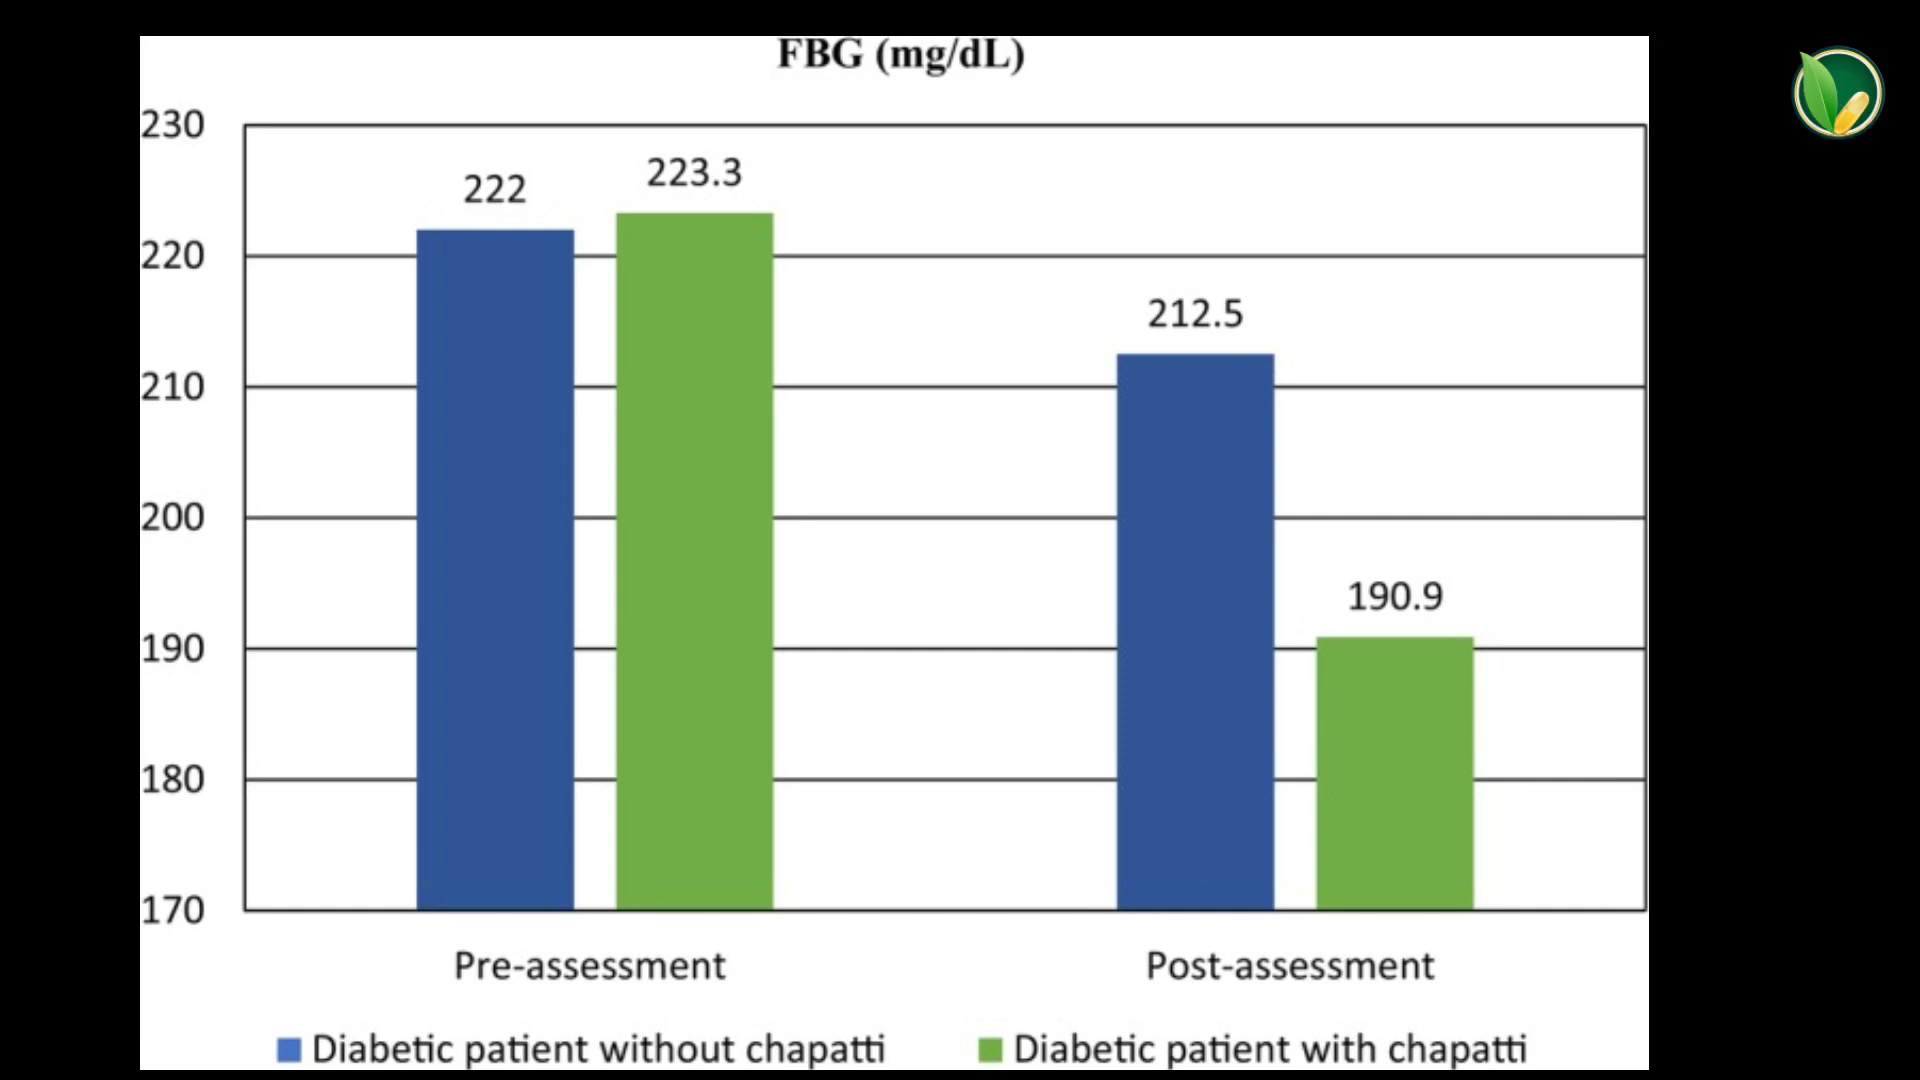 FBG (mg/dL)
230
222
223.3
220
212.5
210
200
190.9
190
180
170
Pre-assessment
Post-assessment
Diabetic patient without chapatti
Diabetic patient with chapatti